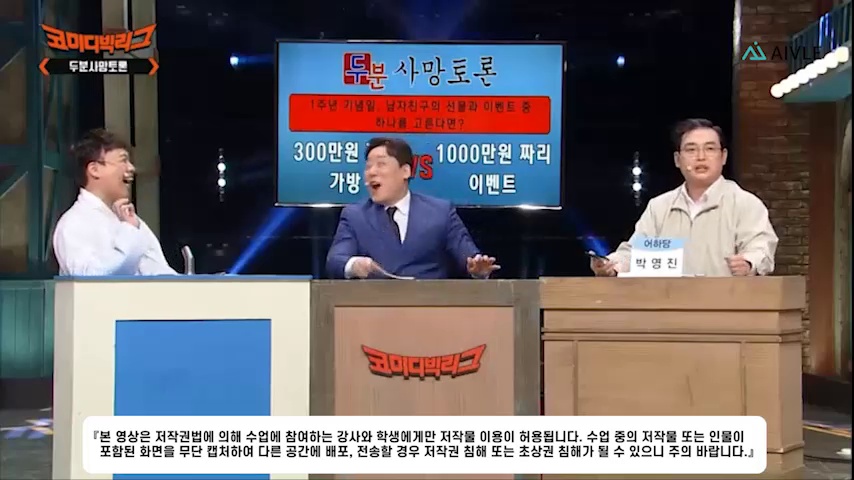 코미디빅리그
두분사망토론
AIVLE
두분 사망토론
1주년 기념일, 남자친구의 선물과 이벤트 중
하나를 고른다면?
300만원
가방
VS
1000만원 짜리
이벤트
어하당
박영진
코미디빅리그
『본 영상은 저작권법에 의해 수업에 참여하는 강사와 학생에게만 저작물 이용이 허용됩니다. 수업 중의 저작물 또는 인물이
포함된 화면을 무단 캡처하여 다른 공간에 배포, 전송할 경우 저작권 침해 또는 초상권 침해가 될 수 있으니 주의 바랍니다.』